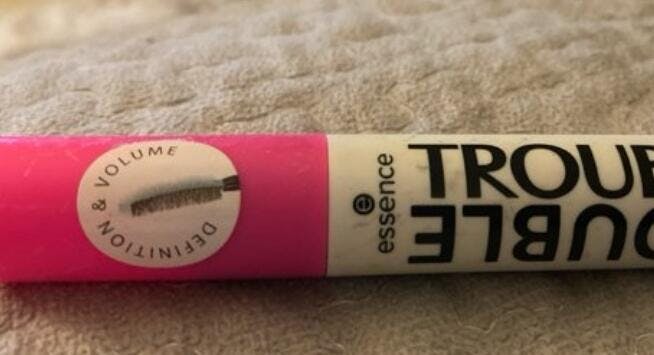 DEFINITION & VOLUME
e
essence
TROUB
OUBLE